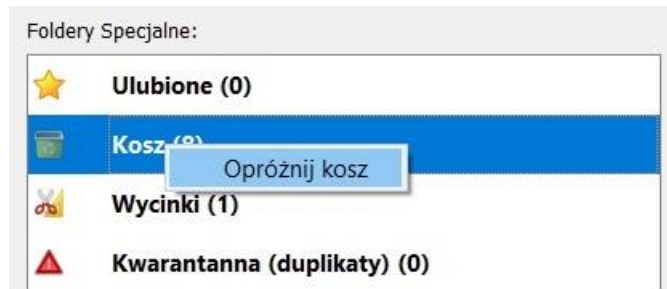 Foldery Specjalne:
Ulubione (0)
Kosz (8)
Opróżnij kosz
Wycinki (1)
Kwarantanna (duplikaty) (0)